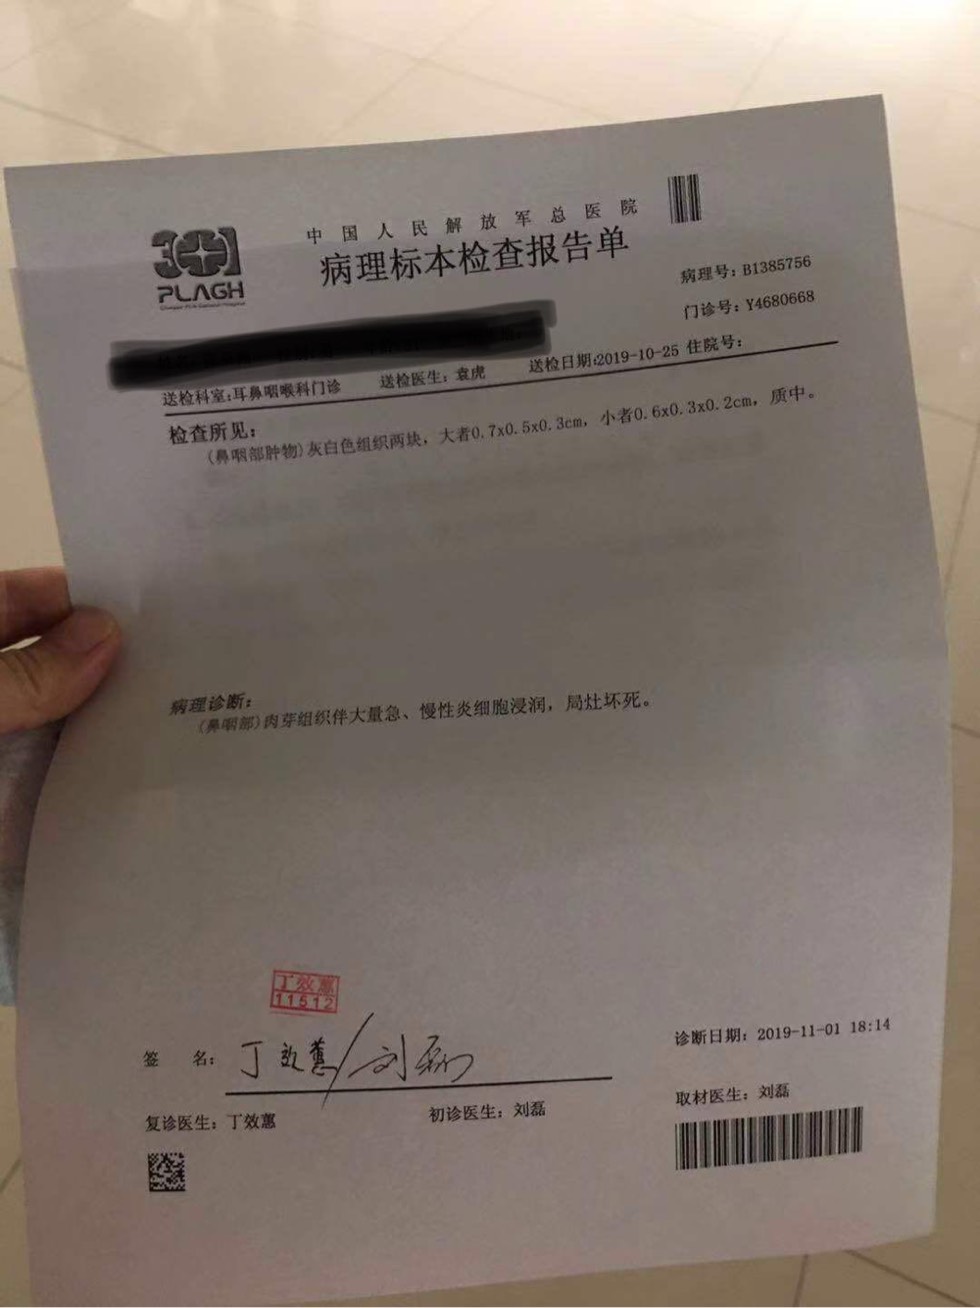 301
PLAGH
中国人民解放军总医院
病理标本检查报告单
病理号：B1385756
门诊号：Y4680668
送检科室：耳鼻咽喉科门诊 送检医生：袁虎 送检日期：2019-10-25 住院号：
检查所见：
（鼻咽部肿物）灰白色组织两块，大者0.7x0.5x0.3cm，小者0.6x0.3x0.2cm，质中。
病理诊断：
（鼻咽部）肉芽组织伴大量急、慢性炎细胞浸润，局灶坏死。
丁效蕙
11512
诊断日期：2019-11-01 18:14
签 名：丁效蕙/刘磊
取材医生：刘磊
复诊医生：丁效蕙 初诊医生：刘磊